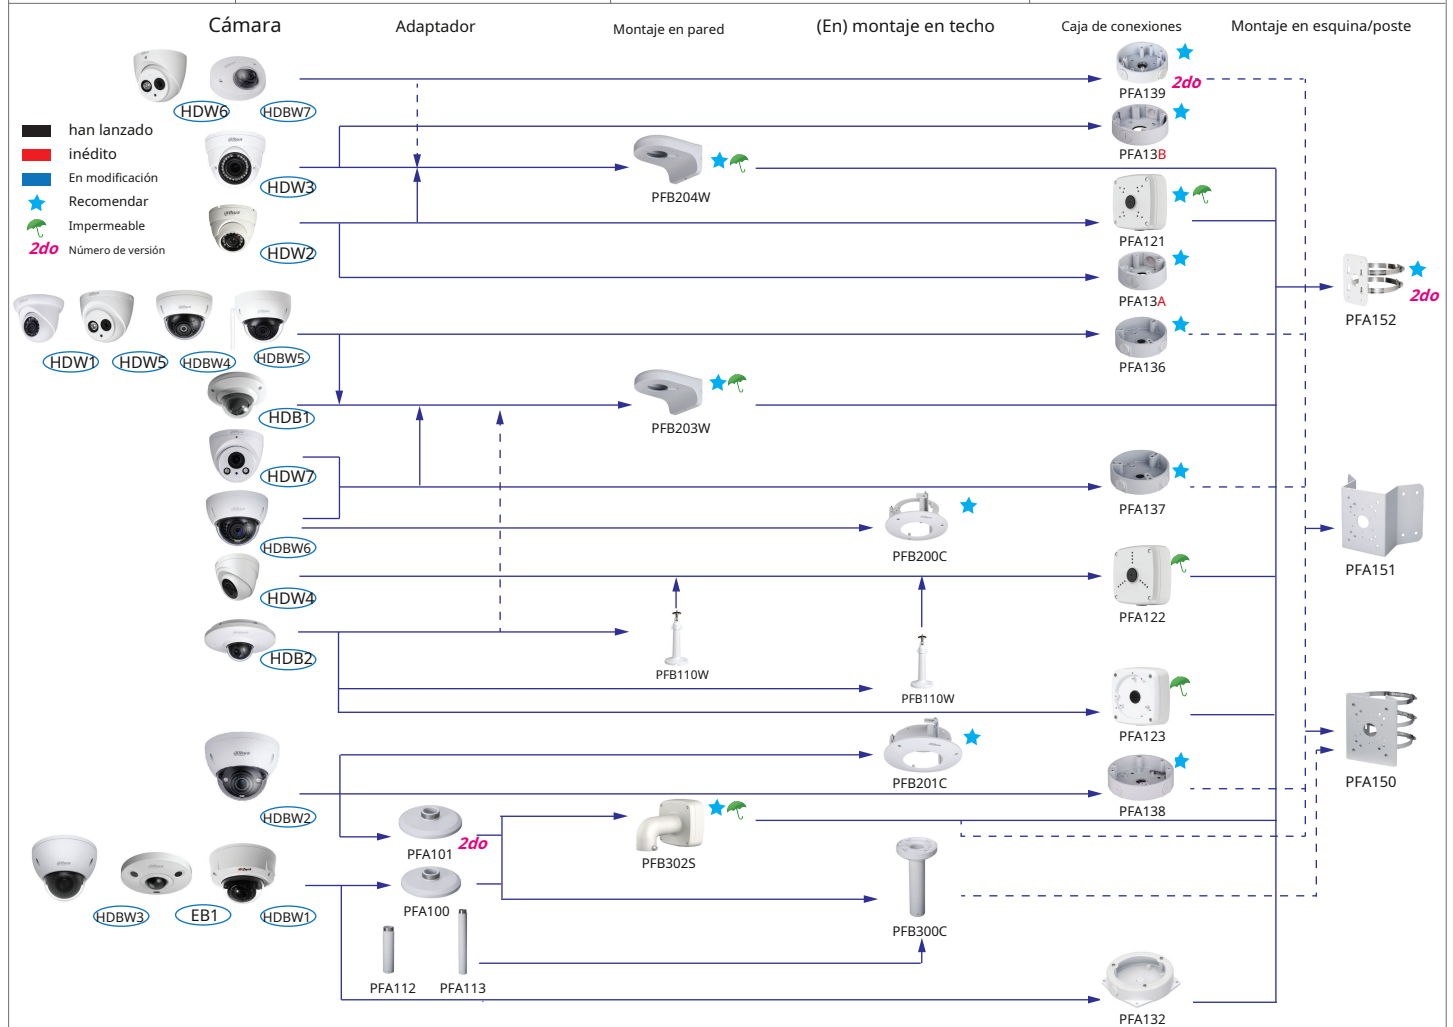 Cámara
Adaptador
Montaje en pared
(En) montaje en techo
Caja de conexiones
Montaje en esquina/poste
HDW6
HDBW7
PFA139
2do
han lanzado
inédito
En modificación
Recomendar
Impermeable
2do Número de versión
HDW3
PFB204W
PFA13B
HDW2
PFA121
PFA13A
PFA152
2do
HDW1
HDW5
HDBW4
HDBW5
PFA136
HDB1
PFB203W
HDW7
PFA137
HDBW6
PFB200C
PFA151
HDW4
PFA122
HDB2
PFB110W
PFB110W
PFA123
HDBW2
PFB201C
PFA138
PFA150
PFA101
2do
PFB302S
HDBW3
EB1
HDBW1
PFA100
PFB300C
PFA112
PFA113
PFA132